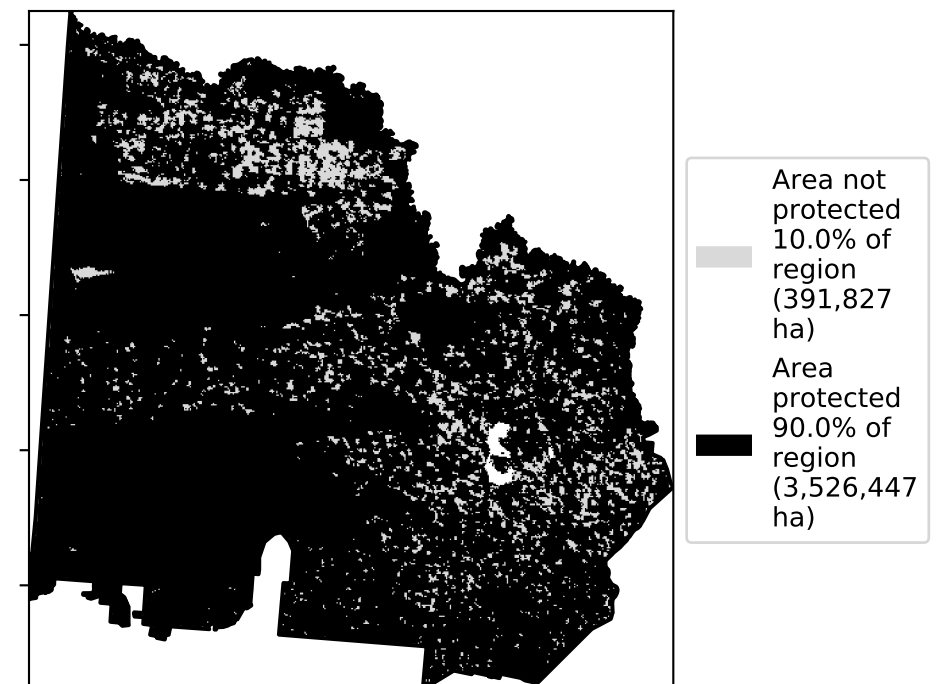 Area not
protected
10.0% of
region
(391,827
ha)
Area
protected
90.0% of
region
(3,526,447
ha)